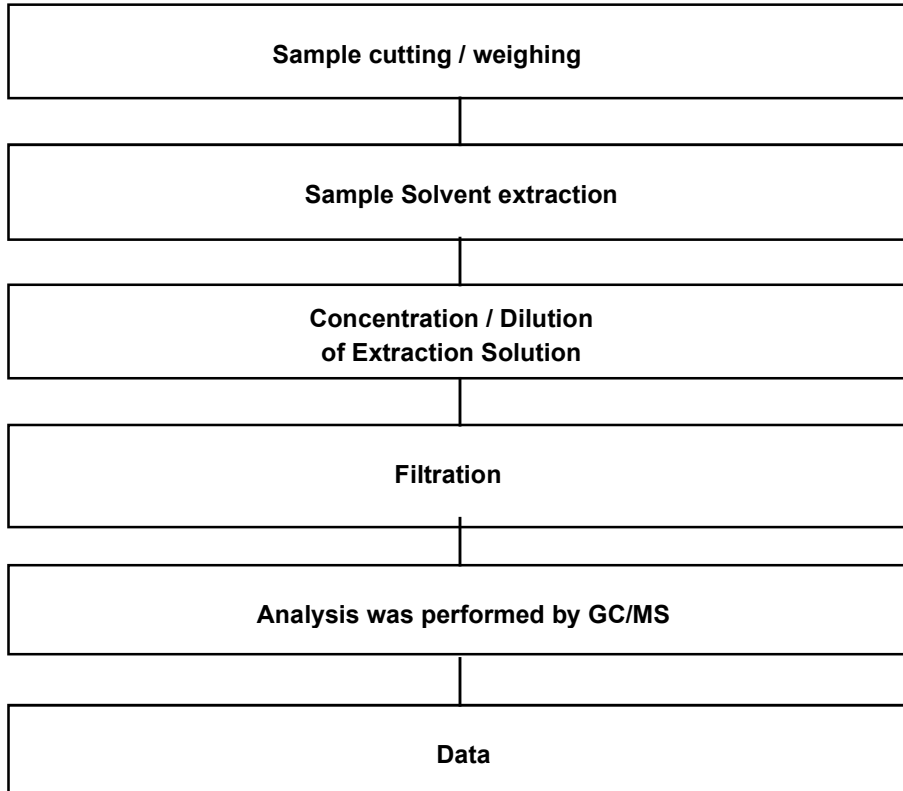 Sample cutting / weighing
Sample Solvent extraction
Concentration / Dilution
of Extraction Solution
Filtration
Analysis was performed by GC/MS
Data